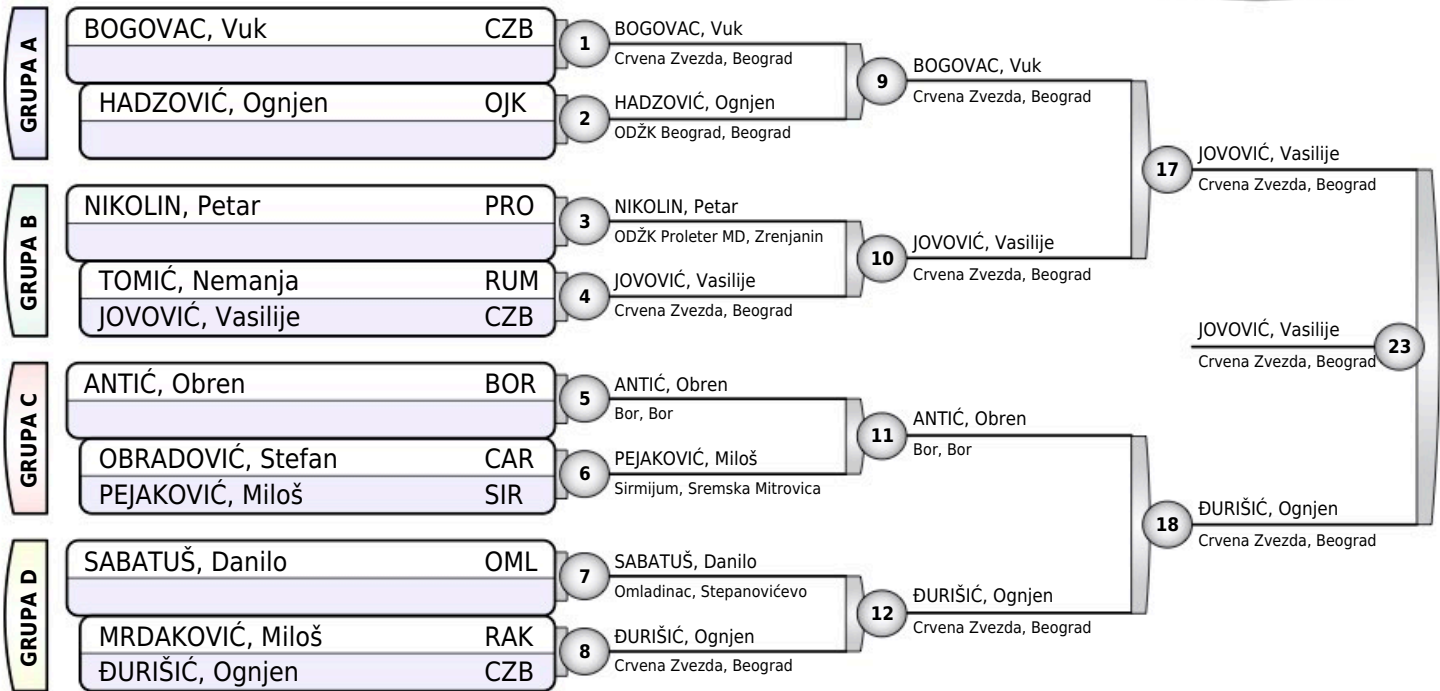 GRUPA A
BOGOVAC, Vuk CZB
HADZOVIĆ, Ognjen OJK
GRUPA B
NIKOLIN, Petar PRO
TOMIĆ, Nemanja RUM
JOVOVIĆ, Vasilije CZB
GRUPA C
ANTIĆ, Obren BOR
OBRADOVIĆ, Stefan CAR
PEJAKOVIĆ, Miloš SIR
GRUPA D
SABATUŠ, Danilo OML
MRDAKOVIĆ, Miloš RAK
ĐURIŠIĆ, Ognjen CZB
1
BOGOVAC, Vuk
Crvena Zvezda, Beograd
2
HADZOVIĆ, Ognjen
ODŽK Beograd, Beograd
3
NIKOLIN, Petar
ODŽK Proleter MD, Zrenjanin
4
JOVOVIĆ, Vasilije
Crvena Zvezda, Beograd
5
ANTIĆ, Obren
Bor, Bor
6
PEJAKOVIĆ, Miloš
Sirmijum, Sremska Mitrovica
7
SABATUŠ, Danilo
Omladinac, Stepanovićevo
8
ĐURIŠIĆ, Ognjen
Crvena Zvezda, Beograd
9
BOGOVAC, Vuk
Crvena Zvezda, Beograd
10
JOVOVIĆ, Vasilije
Crvena Zvezda, Beograd
11
ANTIĆ, Obren
Bor, Bor
12
ĐURIŠIĆ, Ognjen
Crvena Zvezda, Beograd
17
JOVOVIĆ, Vasilije
Crvena Zvezda, Beograd
18
ĐURIŠIĆ, Ognjen
Crvena Zvezda, Beograd
JOVOVIĆ, Vasilije
Crvena Zvezda, Beograd
23